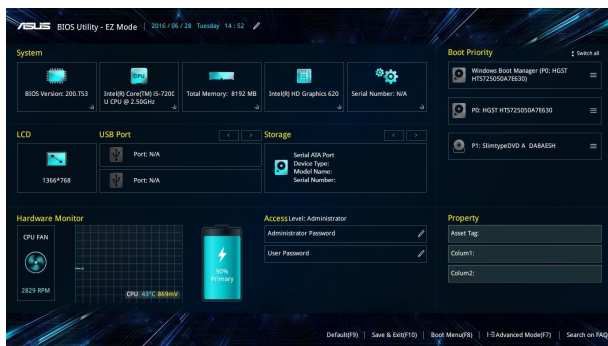 ASUS BIOS Utility - EZ Mode 2016/06/28 Tuesday 14:52
System
BIOS Version: 200.T53
Intel(R) Core(TM) i5-7200
U CPU @ 2.50GHz
Total Memory: 8192 MB
Intel(R) HD Graphics 620
Serial Number: N/A
CPU
Boot Priority
Switch all
Windows Boot Manager (P0: HGST
HTS725050A7E630)
P0: HGST HTS725050A7E630
P1: SlimtypeDVD A DA8AESH
LCD
1366*768
USB Port
< >
Port: N/A
Port: N/A
Storage
< >
Serial ATA Port
Device Type:
Model Name:
Serial Number:
Hardware Monitor
CPU FAN
2829 RPM
CPU 43°C 869mV
90%
Primary
Access Level: Administrator
Administrator Password
User Password
Property
Asset Tag:
Colum1:
Colum2:
Default(F9) | Save & Exit(F10) | Boot Menu(F8) | Advanced Mode(F7) | Search on FAQ